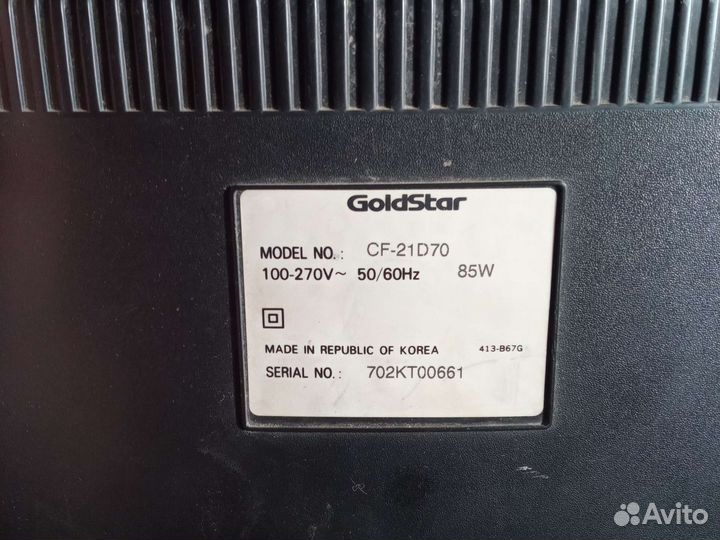 GoldStar
MODEL NO.: CF-21D70
100-270V~ 50/60Hz 85W
MADE IN REPUBLIC OF KOREA 413-B67G
SERIAL NO.: 702KT00661
Avito